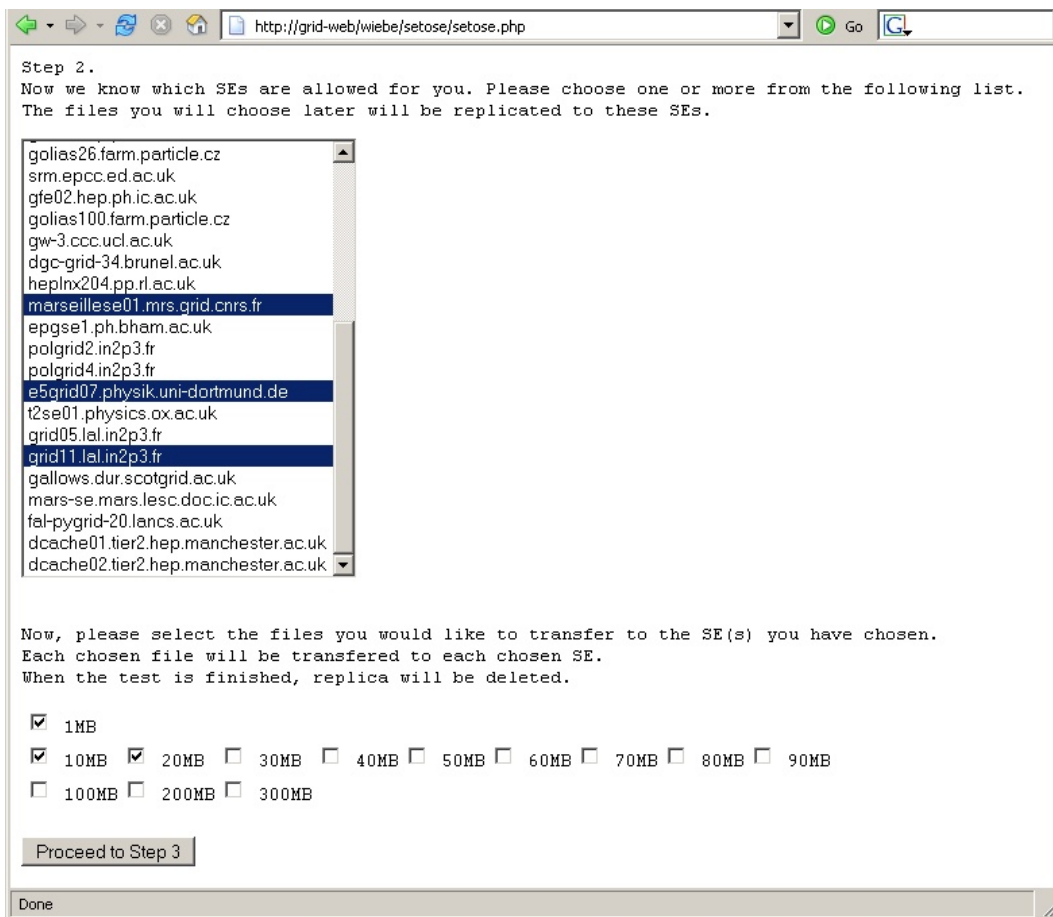 http://grid-web/wiebe/setose/setose.php Go G
Step 2.
Now we know which SEs are allowed for you. Please choose one or more from the following list.
The files you will choose later will be replicated to these SEs.
golias26.farm.particle.cz
srm.epcc.ed.ac.uk
gfe02.hep.ph.ic.ac.uk
golias100.farm.particle.cz
gw-3.ccc.ucl.ac.uk
dgc-grid-34.brunel.ac.uk
heplnx204.pp.rl.ac.uk
marseillese01.mrs.grid.cnrs.fr
epgse1.ph.bham.ac.uk
polgrid2.in2p3.fr
polgrid4.in2p3.fr
e5grid07.physik.uni-dortmund.de
t2se01.physics.ox.ac.uk
grid05.lal.in2p3.fr
grid11.lal.in2p3.fr
gallows.dur.scotgrid.ac.uk
mars-se.mars.lesc.doc.ic.ac.uk
fal-pygrid-20.lancs.ac.uk
dcache01.tier2.hep.manchester.ac.uk
dcache02.tier2.hep.manchester.ac.uk
Now, please select the files you would like to transfer to the SE(s) you have chosen.
Each chosen file will be transfered to each chosen SE.
When the test is finished, replica will be deleted.
1MB
10MB 20MB 30MB 40MB 50MB 60MB 70MB 80MB 90MB
100MB 200MB 300MB
Proceed to Step 3
Done